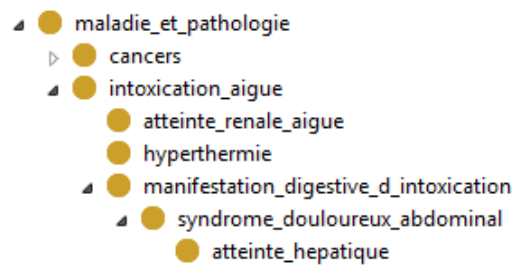 maladie_et_pathologie
cancers
intoxication_aigue
atteinte_renale_aigue
hyperthermie
manifestation_digestive_d_intoxication
syndrome_douloureux_abdominal
atteinte_hepatique